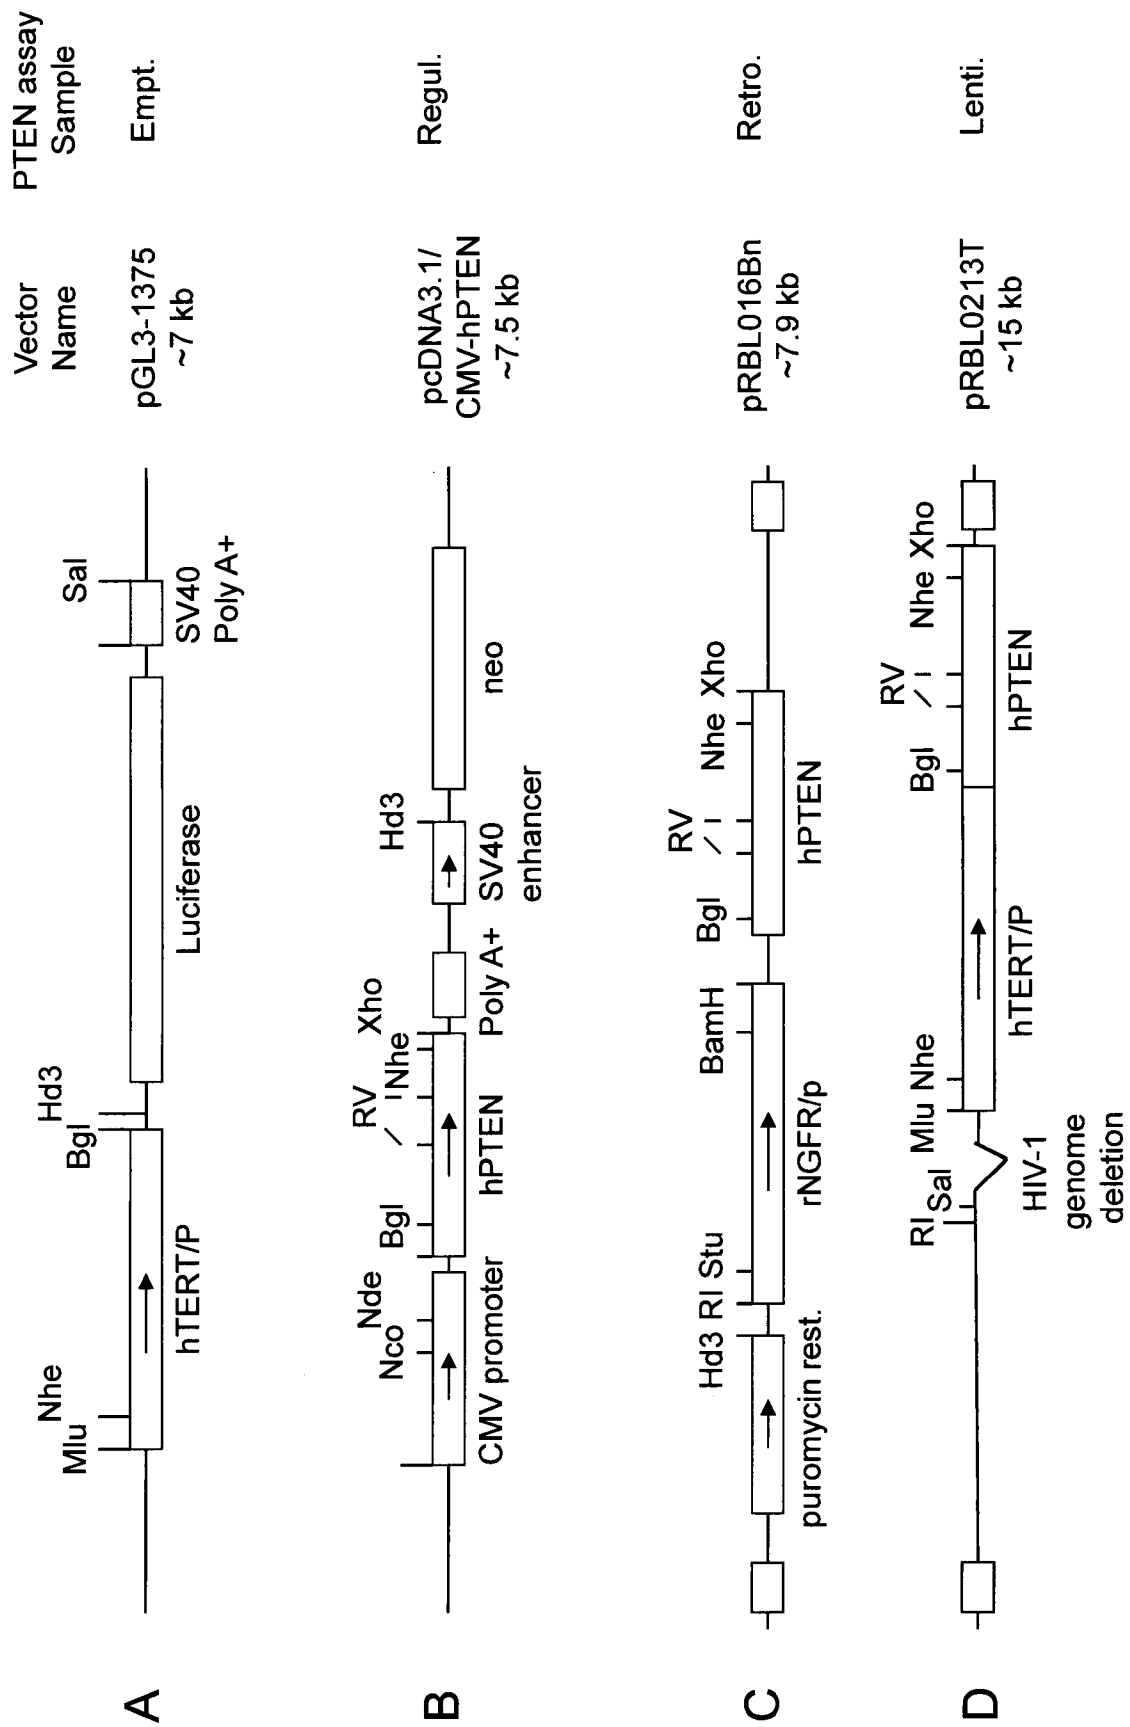 Vector
Name
PTEN assay
Sample
A
Mlu
Nhe
Bgl
Hd3
Sal
hTERT/P
Luciferase
SV40
Poly A+
pGL3-1375
~7 kb
Empt.
B
Nco
Nde
Bgl
RV
Nhe
Xho
Hd3
CMV promoter
hPTEN
Poly A+
SV40
enhancer
neo
pcDNA3.1/
CMV-hPTEN
~7.5 kb
Regul.
C
Hd3
RI
Stu
BamH
Bgl
RV
Nhe
Xho
puromycin rest.
rNGFR/p
hPTEN
pRBL016Bn
~7.9 kb
Retro.
D
RI
Sal
Mlu
Nhe
Bgl
RV
Nhe
Xho
HIV-1
genome
deletion
hTERT/P
hPTEN
pRBL0213T
~15 kb
Lenti.